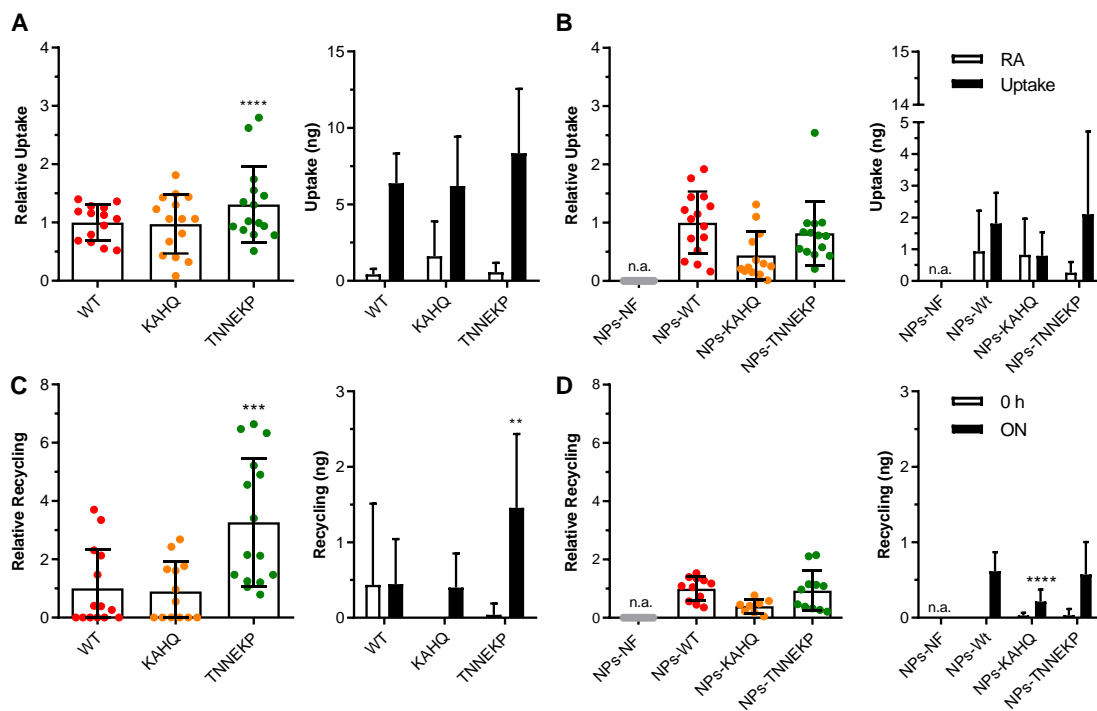 A
Relative Uptake
4
3
2
1
0
****
WT
KAHQ
TNNEKP
Uptake (ng)
15
10
5
0
WT
KAHQ
TNNEKP
B
Relative Uptake
4
3
2
1
0
n.a.
NPs-NF
NPs-WT
NPs-KAHQ
NPs-TNNEKP
Uptake (ng)
15
14
5
4
3
2
1
0
RA
Uptake
n.a.
NPs-NF
NPs-Wt
NPs-KAHQ
NPs-TNNEKP
C
Relative Recycling
8
6
4
2
0
***
WT
KAHQ
TNNEKP
Recycling (ng)
3
2
1
0
**
WT
KAHQ
TNNEKP
D
Relative Recycling
8
6
4
2
0
n.a.
NPs-NF
NPs-WT
NPs-KAHQ
NPs-TNNEKP
Recycling (ng)
3
2
1
0
0 h
ON
n.a.
****
NPs-NF
NPs-Wt
NPs-KAHQ
NPs-TNNEKP